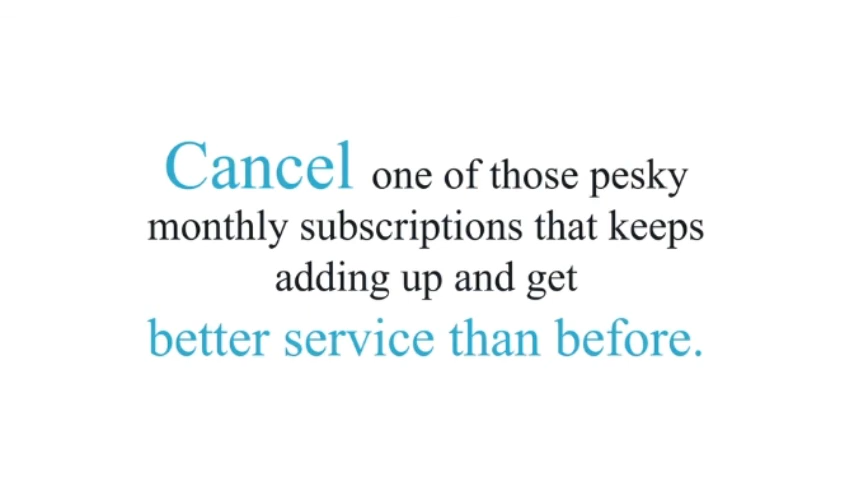 Cancel one of those pesky
monthly subscriptions that keeps
adding up and get
better service than before.